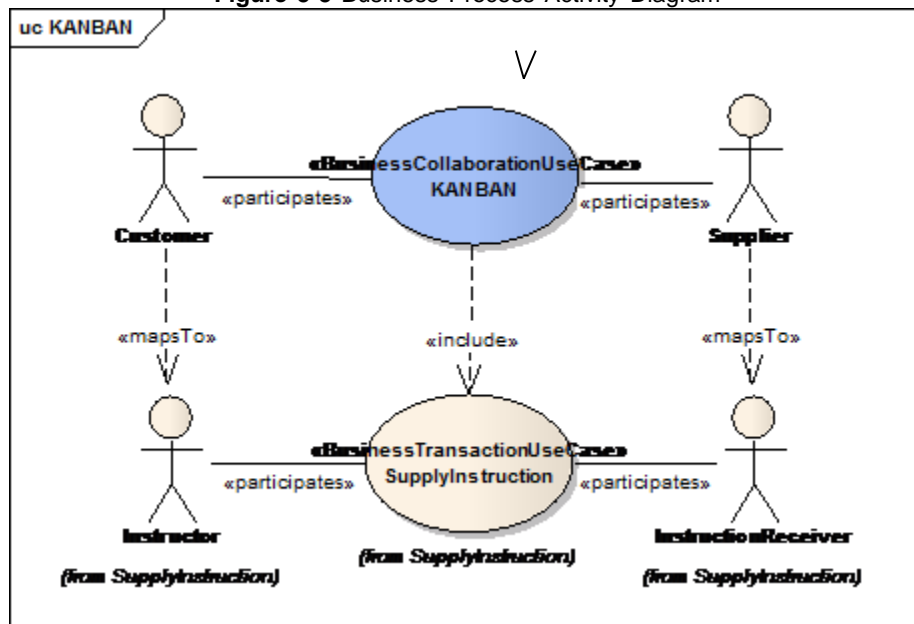 Figure 3-3 Business Process Activity Diagram
uc KANBAN
«BusinessCollaborationUseCase»
KANBAN
«participates»
«participates»
Customer
Supplier
«mapsTo»
«include»
«mapsTo»
«BusinessTransactionUseCase»
SupplyInstruction
«participates»
«participates»
Instructor
InstructionReceiver
(from SupplyInstruction)
(from SupplyInstruction)
(from SupplyInstruction)